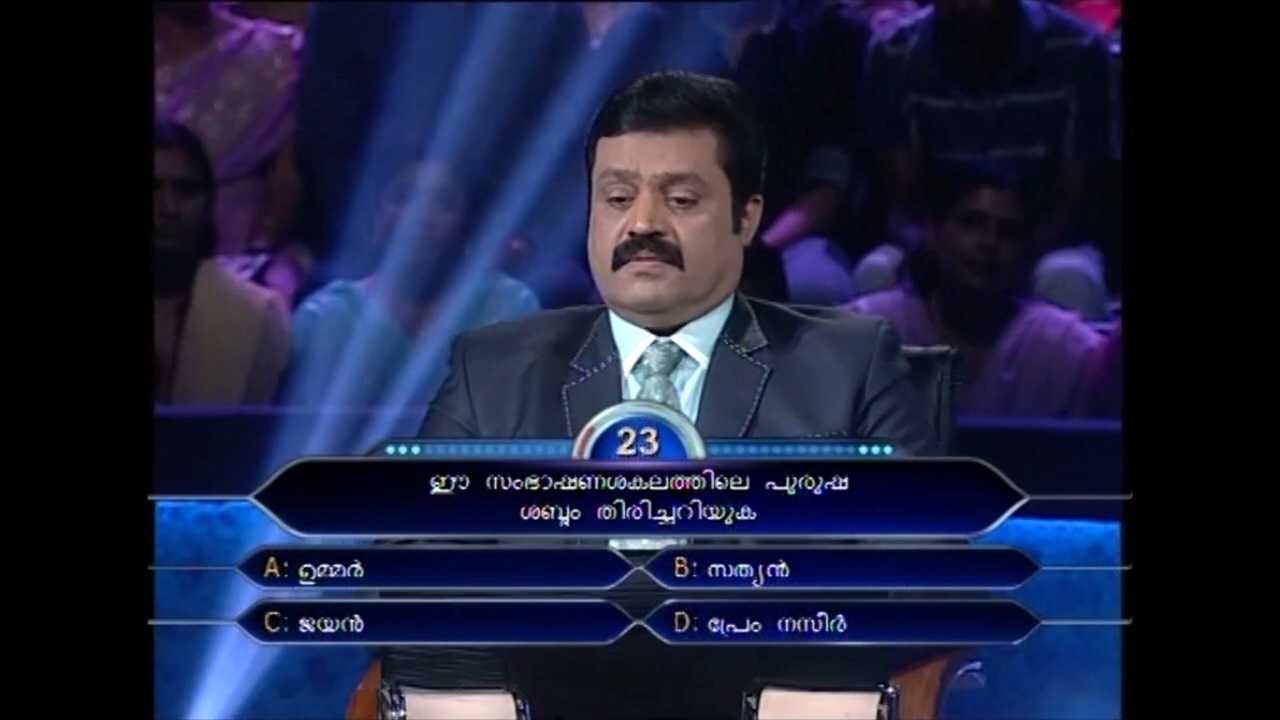 23
ഈ സംഭാഷണശകലത്തിലെ പുരുഷ
ശബ്ദം തിരിച്ചറിയുക
A: ഉമ്മർ
B: സത്യൻ
C: ജയൻ
D: പ്രേം നസീർ